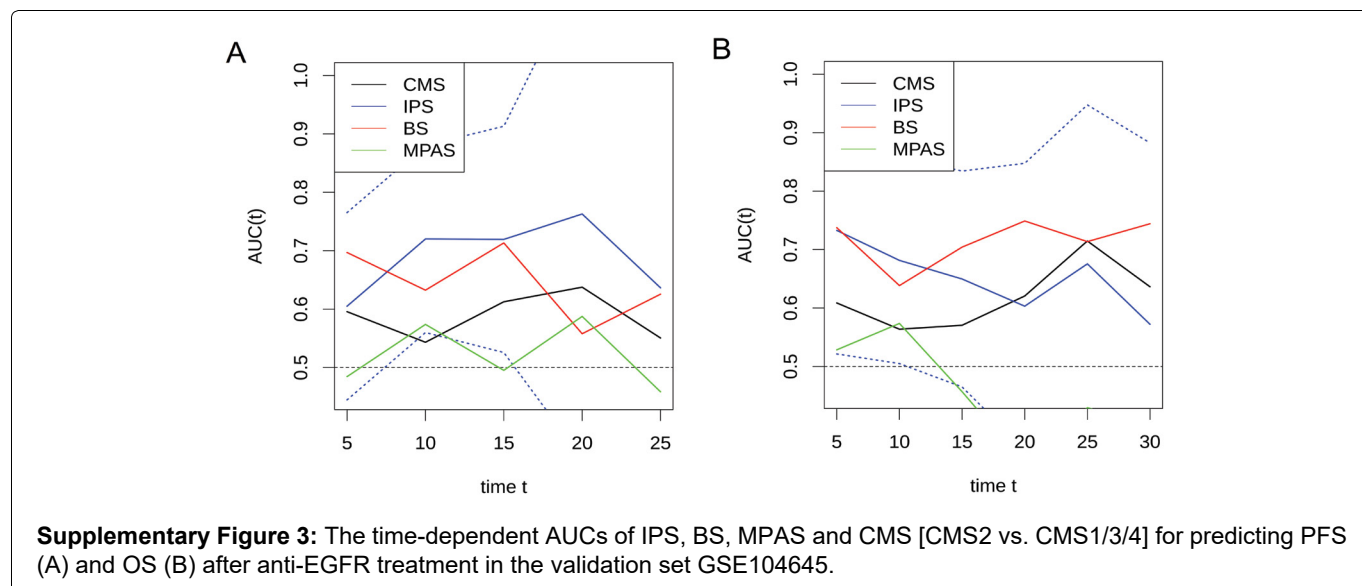 A
1.0
0.9
0.8
0.7
0.6
0.5
AUC(t)
CMS
IPS
BS
MPAS
5 10 15 20 25
time t
B
1.0
0.9
0.8
0.7
0.6
0.5
AUC(t)
CMS
IPS
BS
MPAS
5 10 15 20 25 30
time t
Supplementary Figure 3: The time-dependent AUCs of IPS, BS, MPAS and CMS [CMS2 vs. CMS1/3/4] for predicting PFS
(A) and OS (B) after anti-EGFR treatment in the validation set GSE104645.